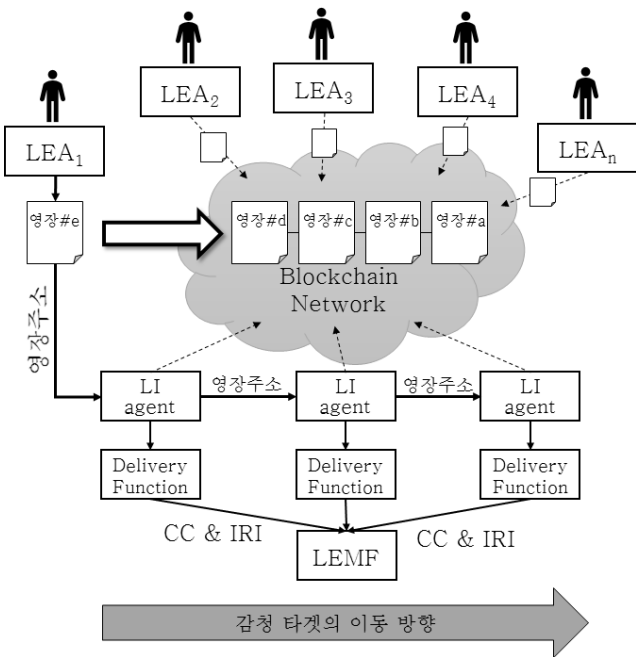 LEA2
LEA3
LEA4
LEA1
LEAn
영장#e
영장#d
영장#c
영장#b
영장#a
Blockchain
Network
영장주소
LI
agent
영장주소
LI
agent
영장주소
LI
agent
Delivery
Function
Delivery
Function
Delivery
Function
CC & IRI
LEMF
CC & IRI
감청 타겟의 이동 방향